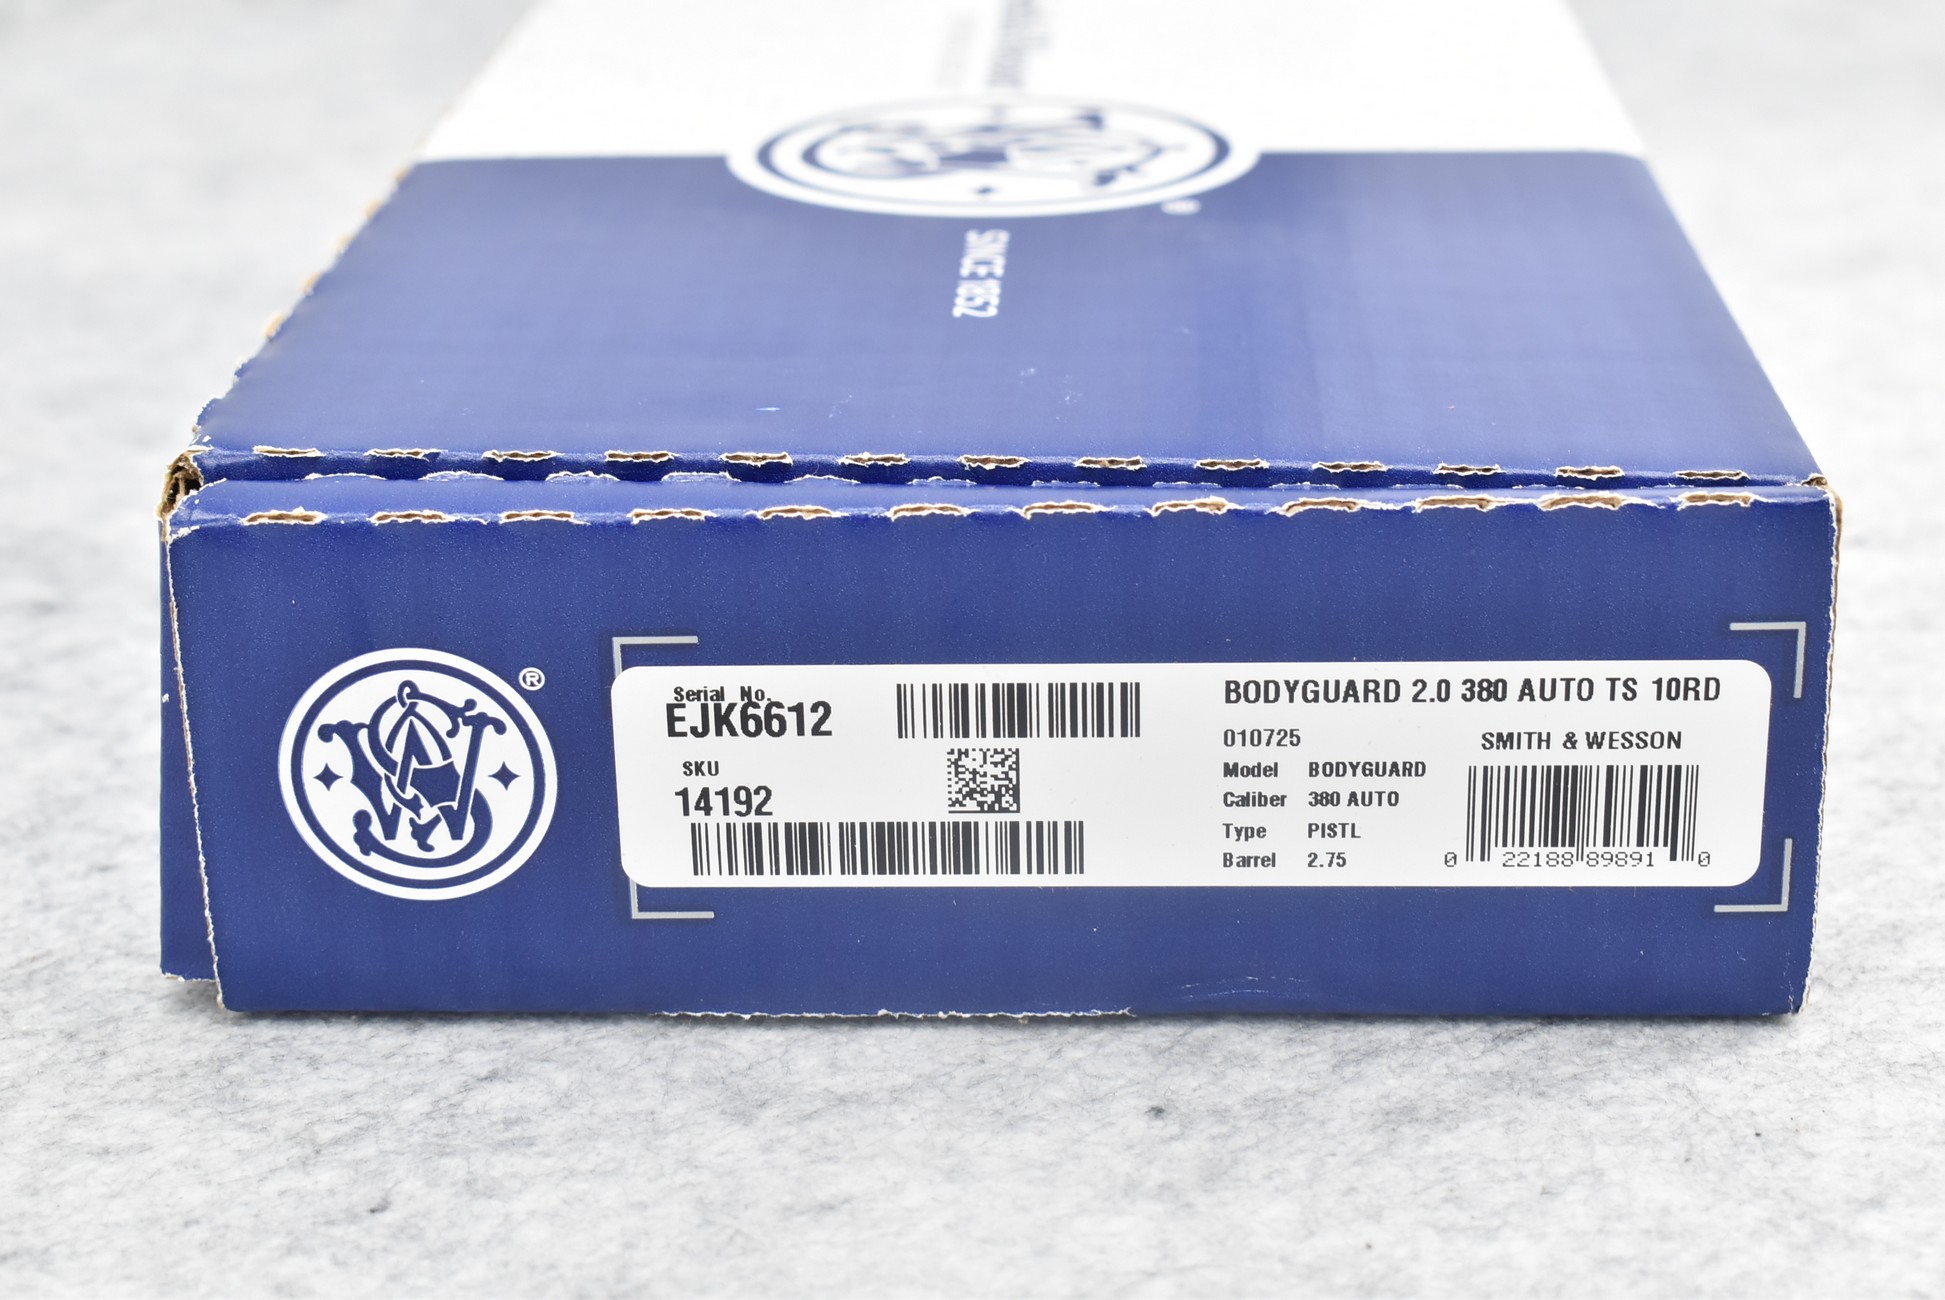 SINCE 1852
®
Serial No.
EJK6612
SKU
14192
BODYGUARD 2.0 380 AUTO TS 10RD
010725
SMITH & WESSON
Model BODYGUARD
Caliber 380 AUTO
Type PISTL
Barrel 2.75
0 22188 89891 0